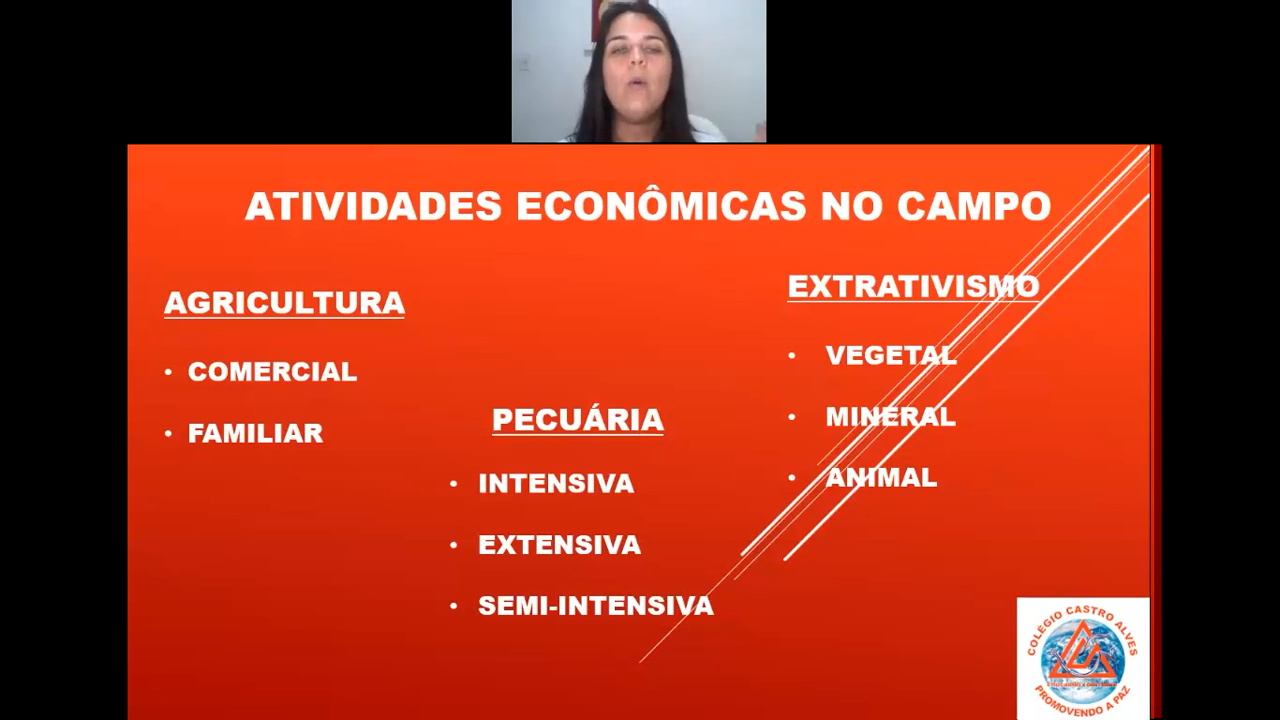 ATIVIDADES ECONÔMICAS NO CAMPO
AGRICULTURA
• COMERCIAL
• FAMILIAR
PECUÁRIA
• INTENSIVA
• EXTENSIVA
• SEMI-INTENSIVA
EXTRATIVISMO
• VEGETAL
• MINERAL
• ANIMAL
COLÉGIO CASTRO ALVES
PROMOVENDO A PAZ